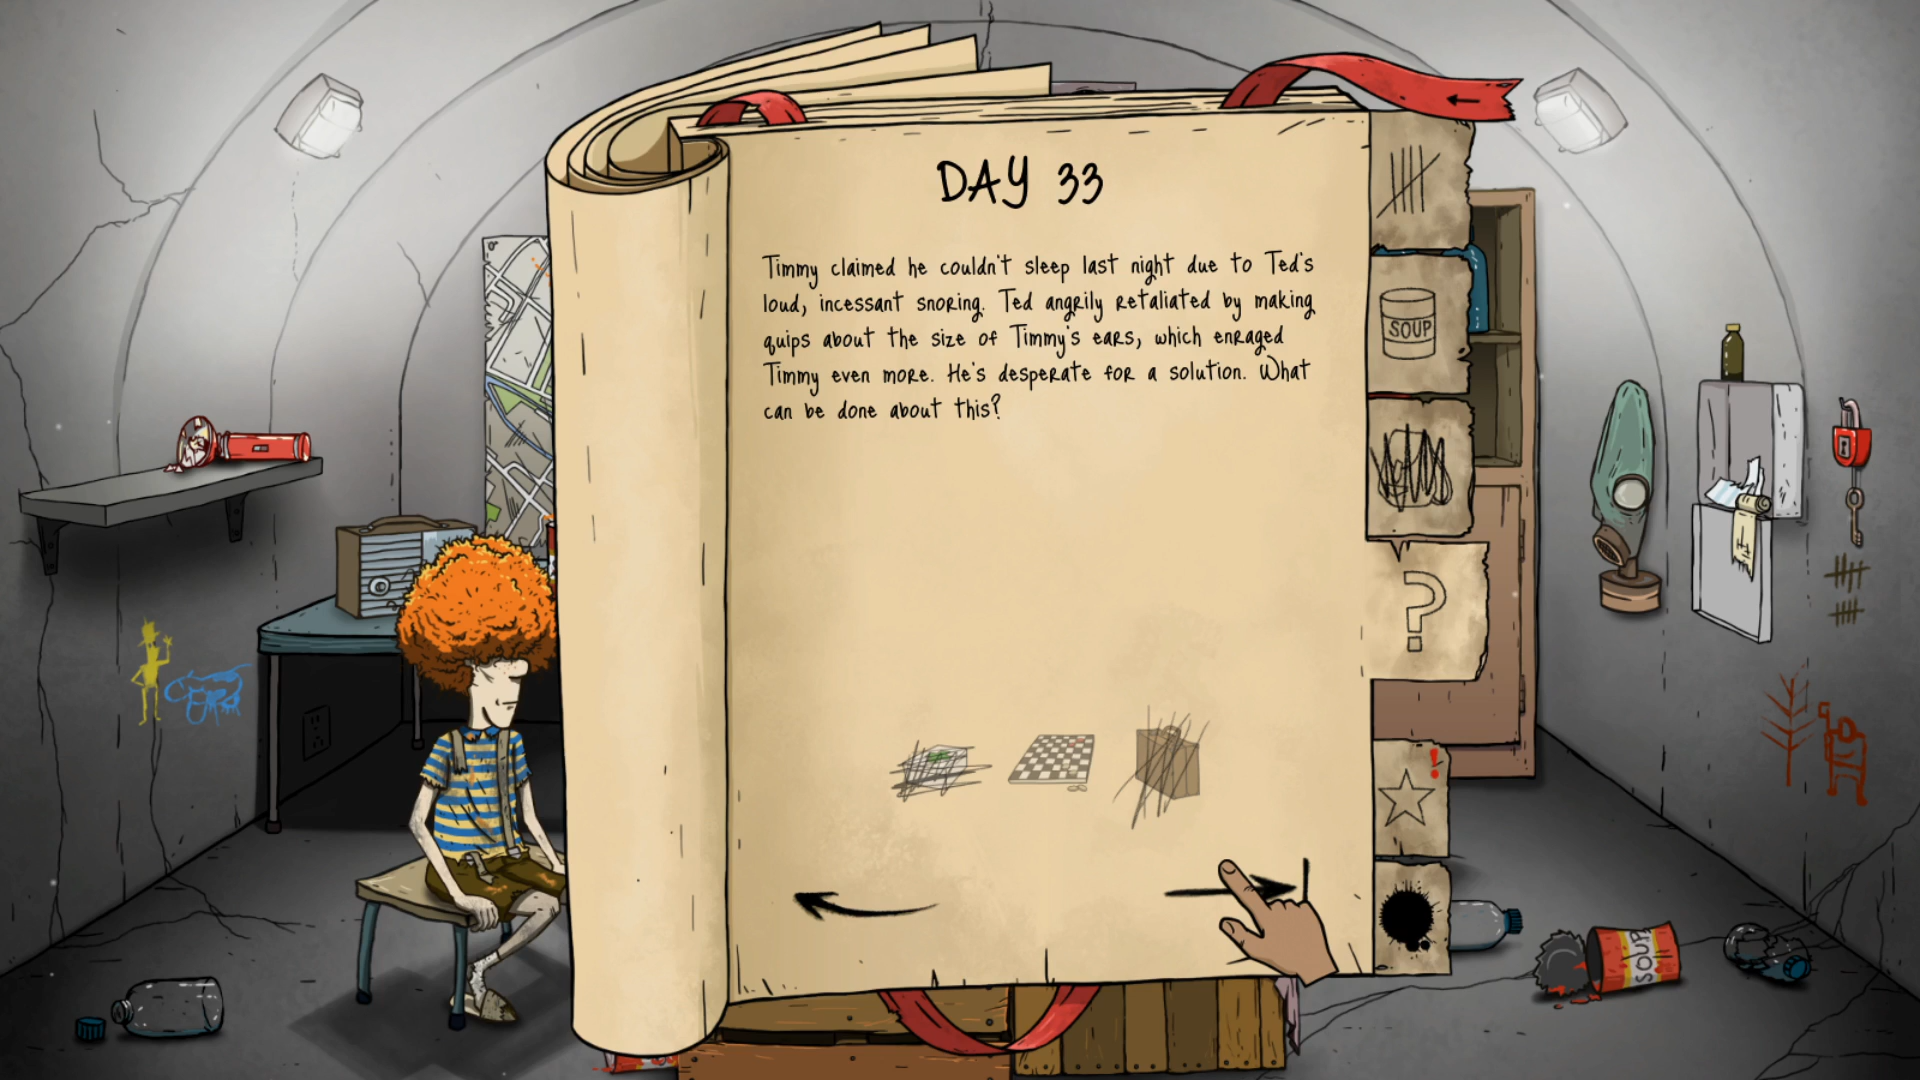 DAY 33
Timmy claimed he couldn't sleep last night due to Ted's
loud, incessant snoring. Ted angrily retaliated by making
quips about the size of Timmy's ears, which enraged
Timmy even more. He's desperate for a solution. What
can be done about this?
SOUP
?
!
SOUP